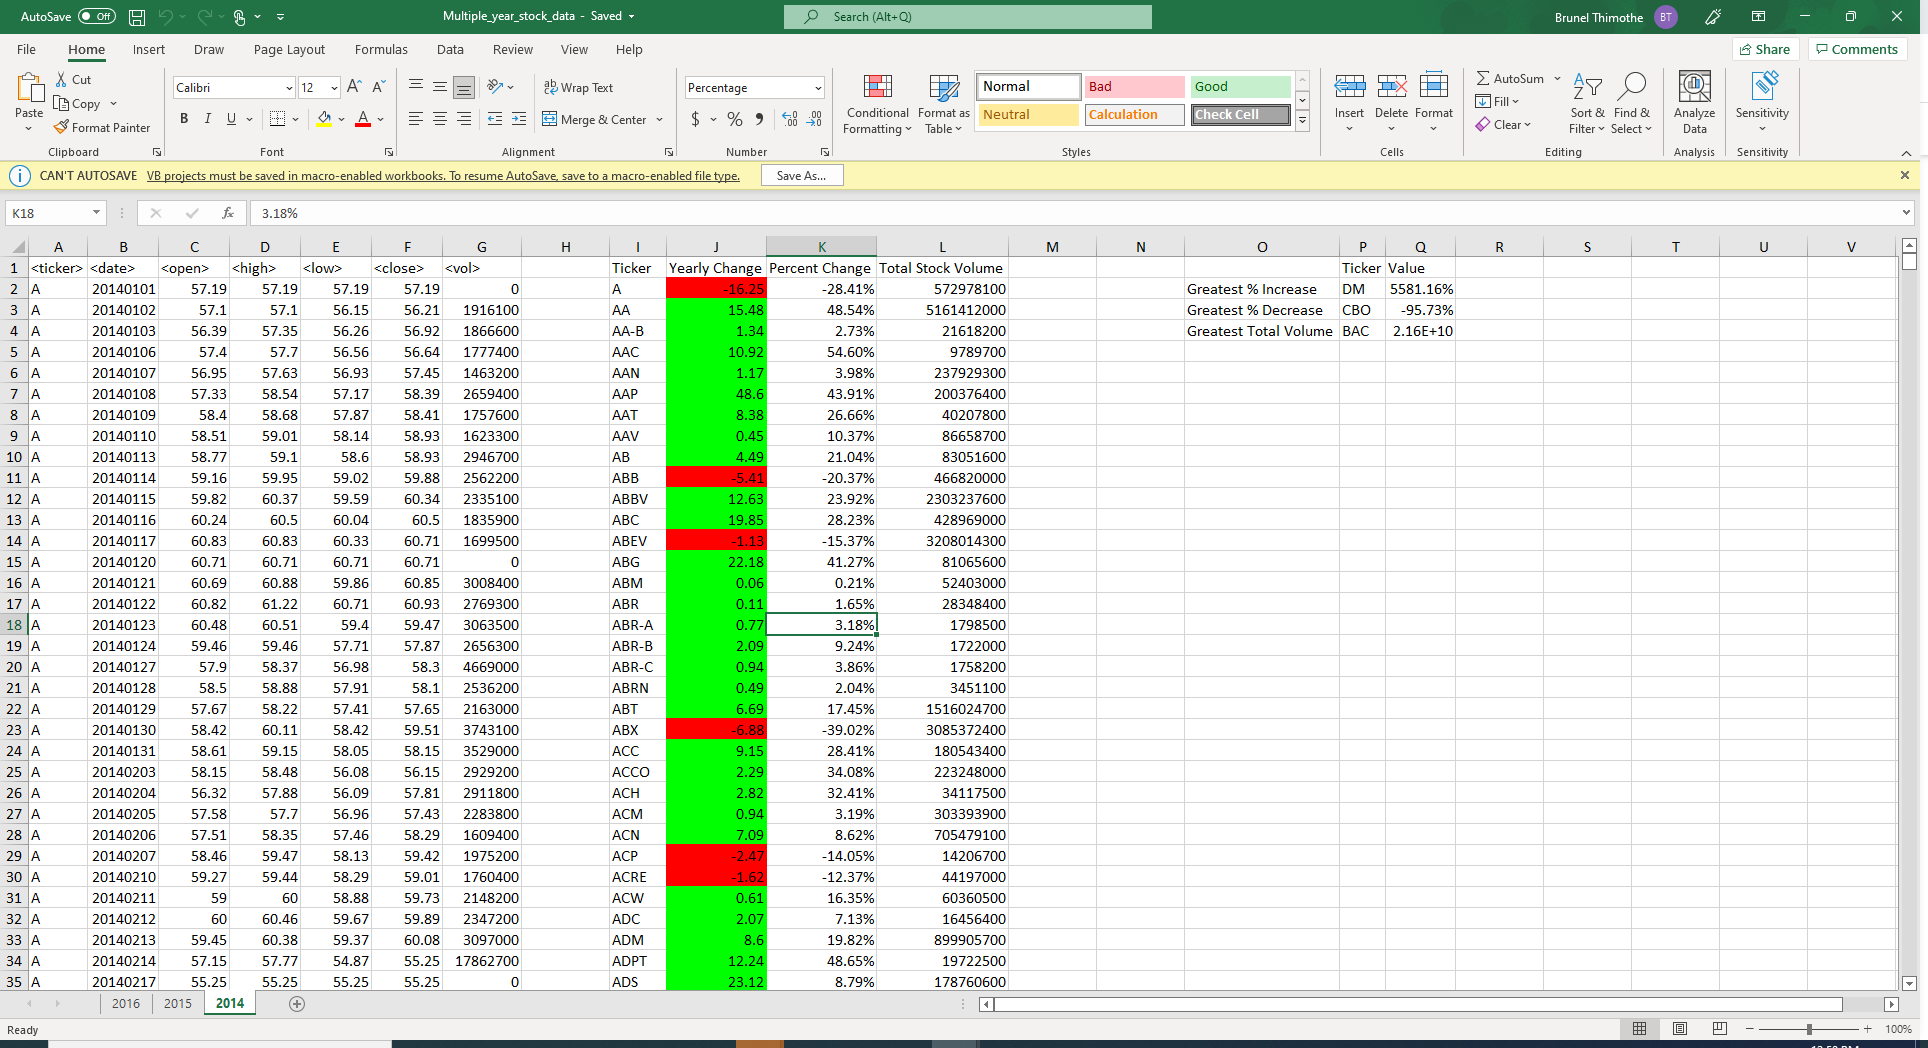 AutoSave Off Multiple_year_stock_data - Saved Search (Alt+Q) Brunel Thimothe BT
File Home Insert Draw Page Layout Formulas Data Review View Help Share Comments
Paste Cut Copy Format Painter Clipboard
Calibri 12 B I U Font
Wrap Text Merge & Center Alignment
Percentage $ % Number
Conditional Formatting Format as Table Normal Bad Good Neutral Calculation Check Cell Styles
Insert Delete Format Cells
AutoSum Fill Clear Sort & Filter Find & Select Editing
Analyze Data Analysis Sensitivity Sensitivity
CAN'T AUTOSAVE VB projects must be saved in macro-enabled workbooks. To resume AutoSave, save to a macro-enabled file type. Save As...
K18 fx 3.18%
A B C D E F G H I J K L M N O P Q R S T U V
1 <ticker> <date> <open> <high> <low> <close> <vol> Ticker Yearly Change Percent Change Total Stock Volume Ticker Value
2 A 20140101 57.19 57.19 57.19 57.19 0 A -16.25 -28.41% 572978100 Greatest % Increase DM 5581.16%
3 A 20140102 57.1 57.1 56.15 56.21 1916100 AA 15.48 48.54% 5161412000 Greatest % Decrease CBO -95.73%
4 A 20140103 56.39 57.35 56.26 56.92 1866600 AA-B 1.34 2.73% 21618200 Greatest Total Volume BAC 2.16E+10
5 A 20140106 57.4 57.7 56.56 56.64 1777400 AAC 10.92 54.60% 9789700
6 A 20140107 56.95 57.63 56.93 57.45 1463200 AAN 1.17 3.98% 237929300
7 A 20140108 57.33 58.54 57.17 58.39 2659400 AAP 48.6 43.91% 200376400
8 A 20140109 58.4 58.68 57.87 58.41 1757600 AAT 8.38 26.66% 40207800
9 A 20140110 58.51 59.01 58.14 58.93 1623300 AAV 0.45 10.37% 86658700
10 A 20140113 58.77 59.1 58.6 58.93 2946700 AB 4.49 21.04% 83051600
11 A 20140114 59.16 59.95 59.02 59.88 2562200 ABB -5.41 -20.37% 466820000
12 A 20140115 59.82 60.37 59.59 60.34 2335100 ABBV 12.63 23.92% 2303237600
13 A 20140116 60.24 60.5 60.04 60.5 1835900 ABC 19.85 28.23% 428969000
14 A 20140117 60.83 60.83 60.33 60.71 1699500 ABEV -1.13 -15.37% 3208014300
15 A 20140120 60.71 60.71 60.71 60.71 0 ABG 22.18 41.27% 81065600
16 A 20140121 60.69 60.88 59.86 60.85 3008400 ABM 0.06 0.21% 52403000
17 A 20140122 60.82 61.22 60.71 60.93 2769300 ABR 0.11 1.65% 28348400
18 A 20140123 60.48 60.51 59.4 59.47 3063500 ABR-A 0.77 3.18% 1798500
19 A 20140124 59.46 59.46 57.71 57.87 2656300 ABR-B 2.09 9.24% 1722000
20 A 20140127 57.9 58.37 56.98 58.3 4669000 ABR-C 0.94 3.86% 1758200
21 A 20140128 58.5 58.88 57.91 58.1 2536200 ABRN 0.49 2.04% 3451100
22 A 20140129 57.67 58.22 57.41 57.65 2163000 ABT 6.69 17.45% 1516024700
23 A 20140130 58.42 60.11 58.42 59.51 3743100 ABX -6.88 -39.02% 3085372400
24 A 20140131 58.61 59.15 58.05 58.15 3529000 ACC 9.15 28.41% 180543400
25 A 20140203 58.15 58.48 56.08 56.15 2929200 ACCO 2.29 34.08% 223248000
26 A 20140204 56.32 57.88 56.09 57.81 2911800 ACH 2.82 32.41% 34117500
27 A 20140205 57.58 57.7 56.96 57.43 2283800 ACM 0.94 3.19% 303393900
28 A 20140206 57.51 58.35 57.46 58.29 1609400 ACN 7.09 8.62% 705479100
29 A 20140207 58.46 59.47 58.13 59.42 1975200 ACP -2.47 -14.05% 14206700
30 A 20140210 59.27 59.44 58.29 59.01 1760400 ACRE -1.62 -12.37% 44197000
31 A 20140211 59 60 58.88 59.73 2148200 ACW 0.61 16.35% 60360500
32 A 20140212 60 60.46 59.67 59.89 2347200 ADC 2.07 7.13% 16456400
33 A 20140213 59.45 60.38 59.37 60.08 3097000 ADM 8.6 19.82% 899905700
34 A 20140214 57.15 57.77 54.87 55.25 17862700 ADPT 12.24 48.65% 19722500
35 A 20140217 55.25 55.25 55.25 55.25 0 ADS 23.12 8.79% 178760600
2016 2015 2014
Ready 100%